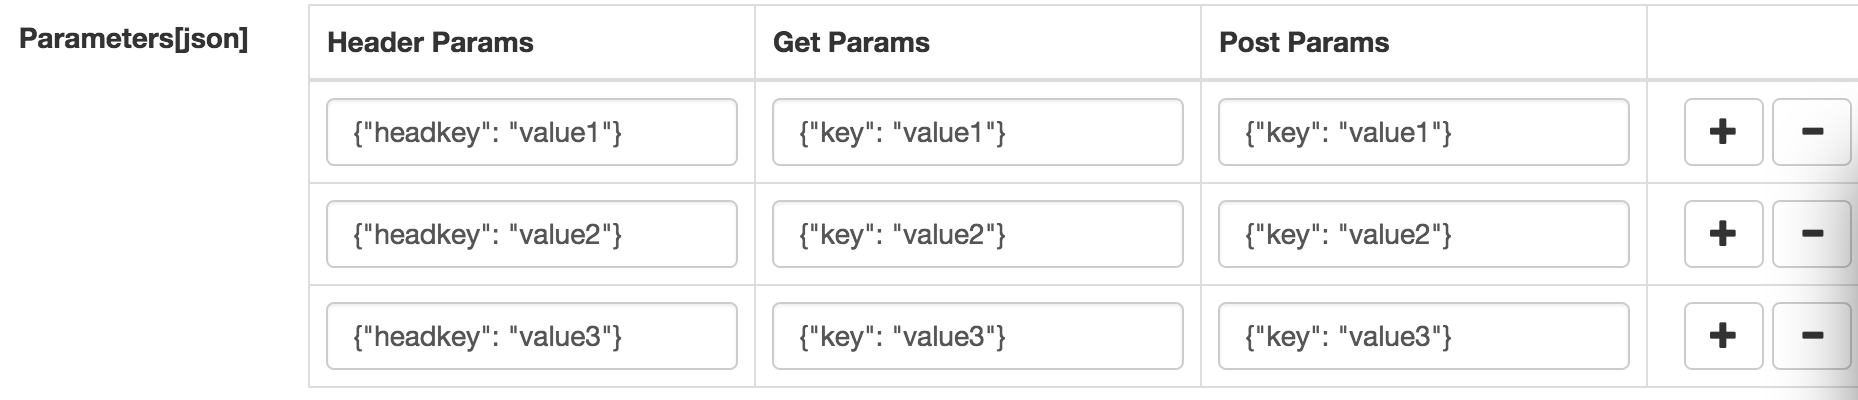 Parameters[json]
Header Params Get Params Post Params
{"headkey": "value1"} {"key": "value1"} {"key": "value1"}
{"headkey": "value2"} {"key": "value2"} {"key": "value2"}
{"headkey": "value3"} {"key": "value3"} {"key": "value3"}